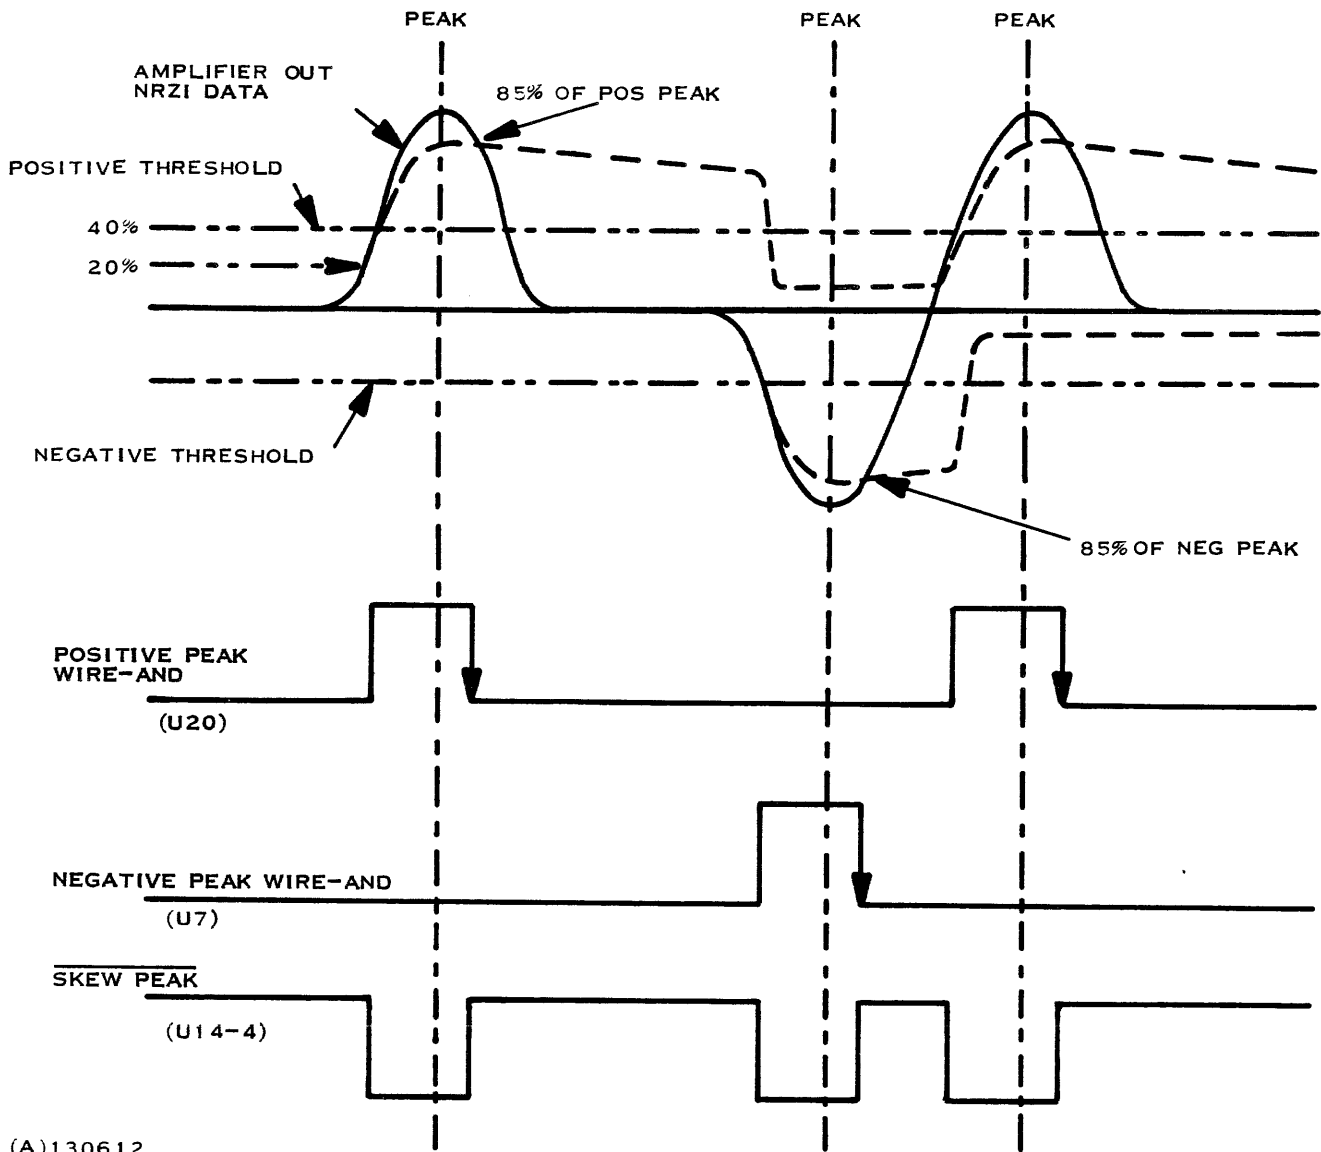 PEAK PEAK PEAK
AMPLIFIER OUT
NRZI DATA
85% OF POS PEAK
POSITIVE THRESHOLD
40%
20%
NEGATIVE THRESHOLD
85% OF NEG PEAK
POSITIVE PEAK
WIRE-AND
(U20)
NEGATIVE PEAK WIRE-AND
(U7)
SKEW PEAK
(U14-4)
(A)130612